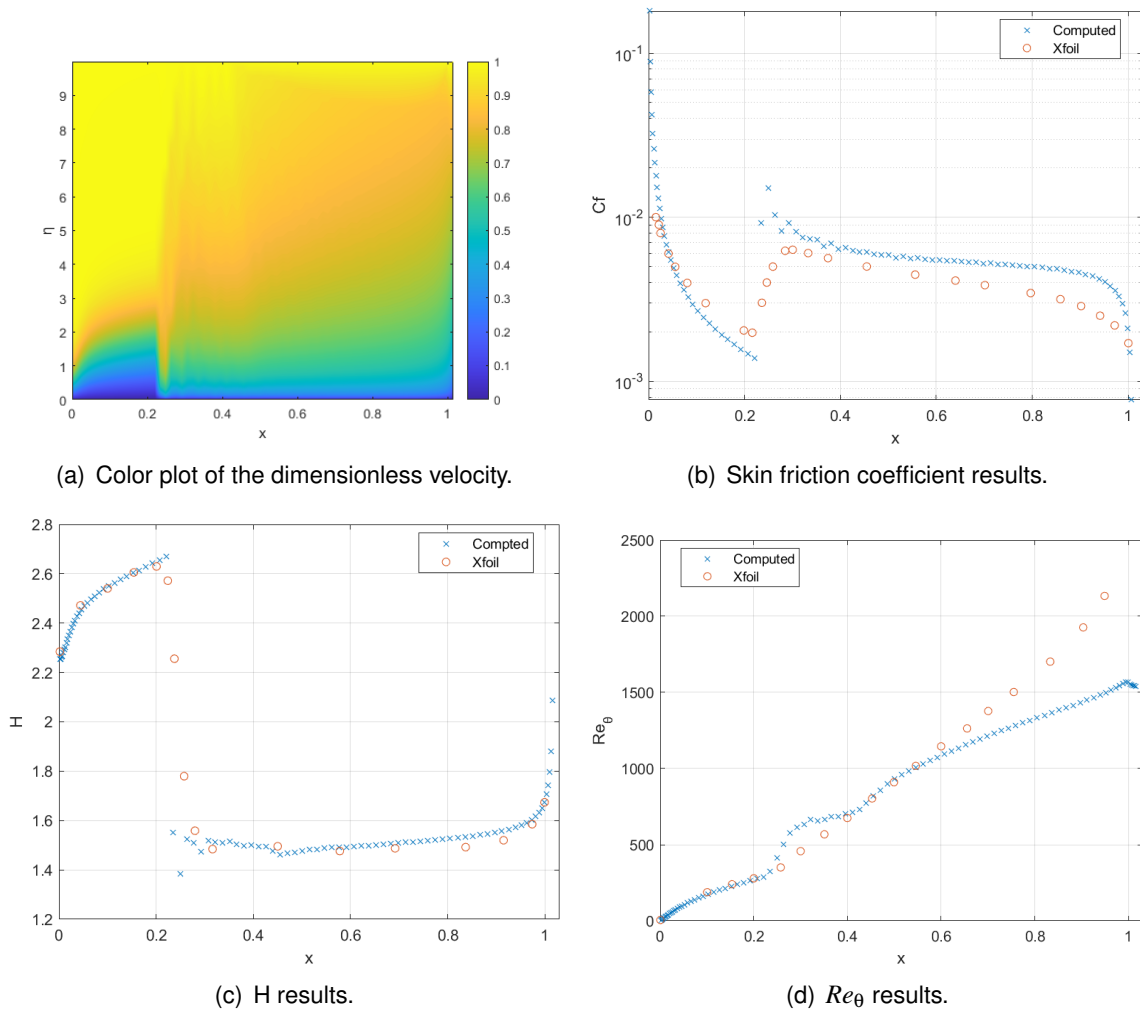 9
8
7
6
5
4
3
2
1
0
η
0 0.2 0.4 0.6 0.8 1
x
1
0.9
0.8
0.7
0.6
0.5
0.4
0.3
0.2
0.1
0
(a) Color plot of the dimensionless velocity.
Computed
Xfoil
10-1
10-2
10-3
Cf
0 0.2 0.4 0.6 0.8 1
x
(b) Skin friction coefficient results.
Compted
Xfoil
2.8
2.6
2.4
2.2
2
1.8
1.6
1.4
1.2
H
0 0.2 0.4 0.6 0.8 1
x
(c) H results.
Computed
Xfoil
2500
2000
1500
1000
500
0
Reθ
0 0.2 0.4 0.6 0.8 1
x
(d) Reθ results.